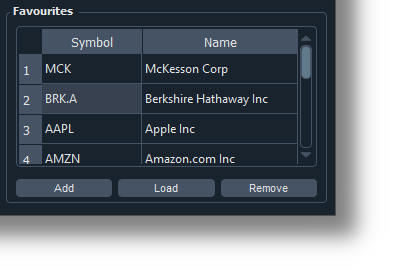 Favourites
Symbol Name
1 MCK McKesson Corp
2 BRK.A Berkshire Hathaway Inc
3 AAPL Apple Inc
4 AMZN Amazon.com Inc
Add Load Remove